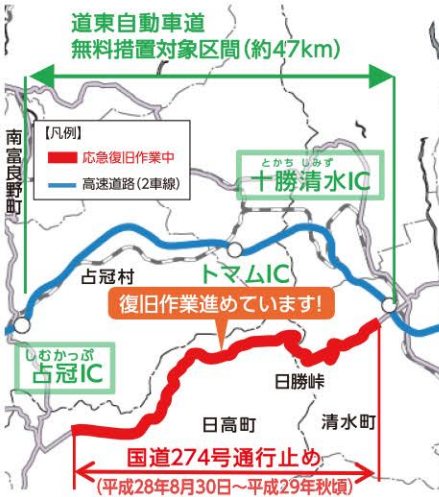 道東自動車道
無料措置対象区間(約47km)
南富良野町
【凡例】
応急復旧作業中
高速道路(2車線)
とかち しみず
十勝清水IC
占冠村
トマムIC
復旧作業進めています!
しむかっぷ
占冠IC
日勝峠
日高町
清水町
国道274号通行止め
(平成28年8月30日~平成29年秋頃)